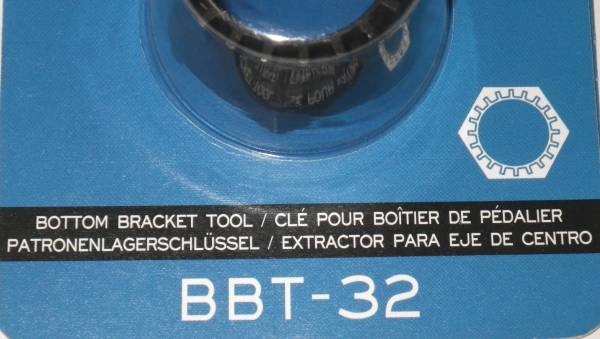 BOTTOM BRACKET TOOL / CLÉ POUR BOÎTIER DE PÉDALIER
PATRONENLAGERSCHLÜSSEL / EXTRACTOR PARA EJE DE CENTRO
BBT-32